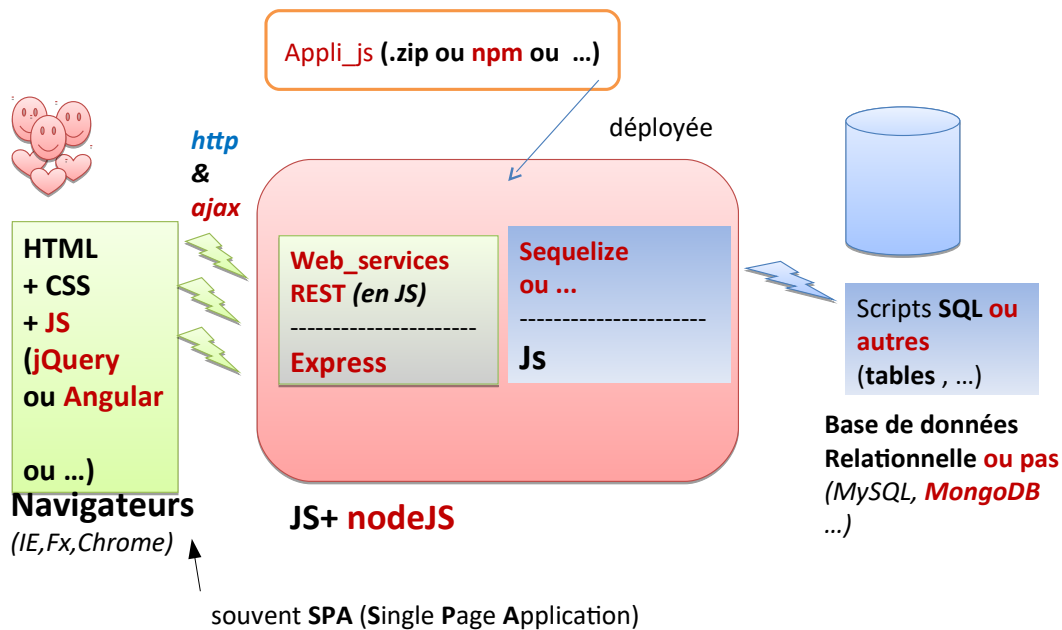 Appli_js (.zip ou npm ou ...)
déployée
http
&
ajax
HTML
+ CSS
+ JS
(jQuery
ou Angular
ou ...)
Navigateurs
(IE,Fx,Chrome)
Web_services
REST (en JS)
-----------------------
Express
Sequelize
ou ...
-----------------------
Js
JS+ nodeJS
Scripts SQL ou
autres
(tables , ...)
Base de données
Relationnelle ou pas
(MySQL, MongoDB
...)
souvent SPA (Single Page Application)